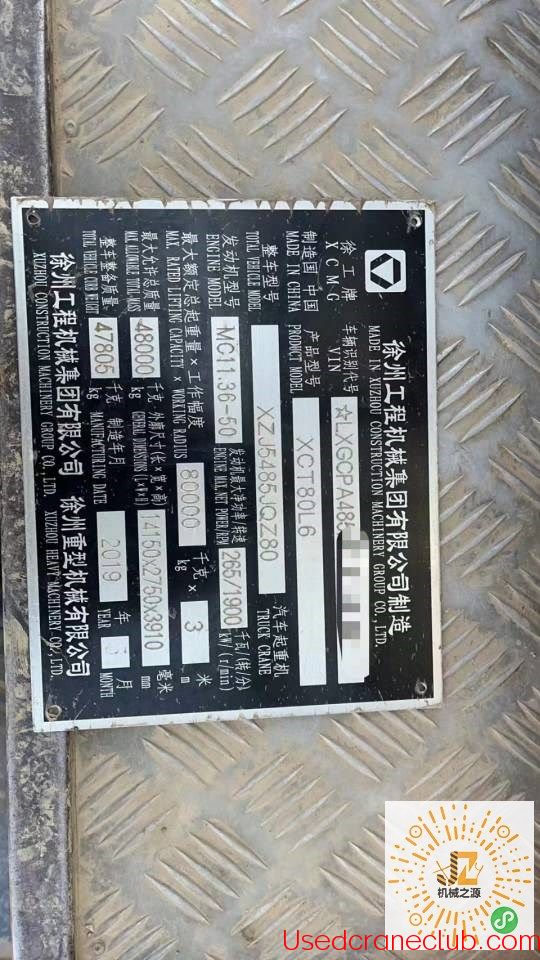 徐州工程机械集团有限公司制造
MADE IN XUZHOU CONSTRUCTION MACHINERY GROUP CO., LTD.
徐工牌 车辆识别代号 ☆LXGCPA48
XCMG VIN
制造国 中国 产品型号 XCT80L6 汽车起重机
MADE IN CHINA PRODUCT MODEL TRUCK CRANE
整车型号 XZJ5485JQZ80
TOTAL VEHICLE MODEL
发动机型号 MC11.36-50 发动机最大净功率/转速 265/1900 千瓦/(转/分)
ENGINE MODEL ENGINE MAX.NET POWER/RPM kW/(r/min)
最大额定总起重量×工作幅度 80000 千克× 3 米
MAX. RATED LIFTING CAPACITY × WORKING RADIUS kg m
最大允许总质量 48000 千克 外廓尺寸(长×宽×高) 14150x2750x3910 毫米
MAX ALLOWABLE TOTAL MASS kg OVERALL DIMENSIONS (L×W×H) mm
整车整备质量 47805 千克 制造年月 2019 年 月
TOTAL VEHICLE CURB WEIGHT kg MANUFACTURING DATE YEAR MONTH
徐州工程机械集团有限公司 徐州重型机械有限公司
XUZHOU CONSTRUCTION MACHINERY GROUP CO., LTD. XUZHOU HEAVY MACHINERY CO., LTD.
JZ
机械之源
Usedcraneclub.com